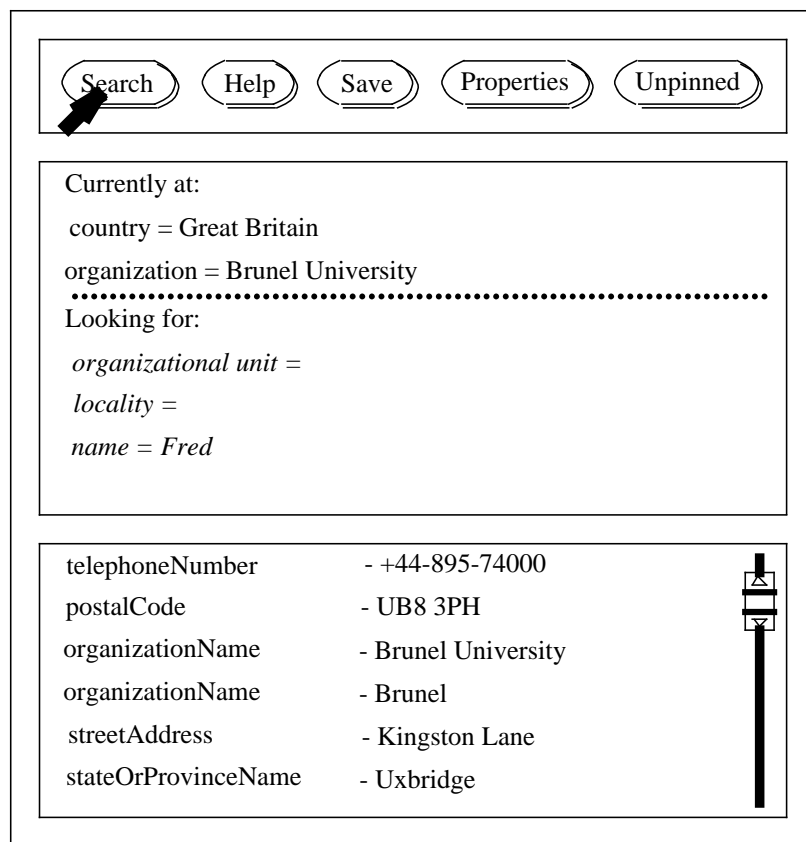 Search Help Save Properties Unpinned
Currently at:
country = Great Britain
organization = Brunel University
Looking for:
organizational unit =
locality =
name = Fred
telephoneNumber - +44-895-74000
postalCode - UB8 3PH
organizationName - Brunel University
organizationName - Brunel
streetAddress - Kingston Lane
stateOrProvinceName - Uxbridge